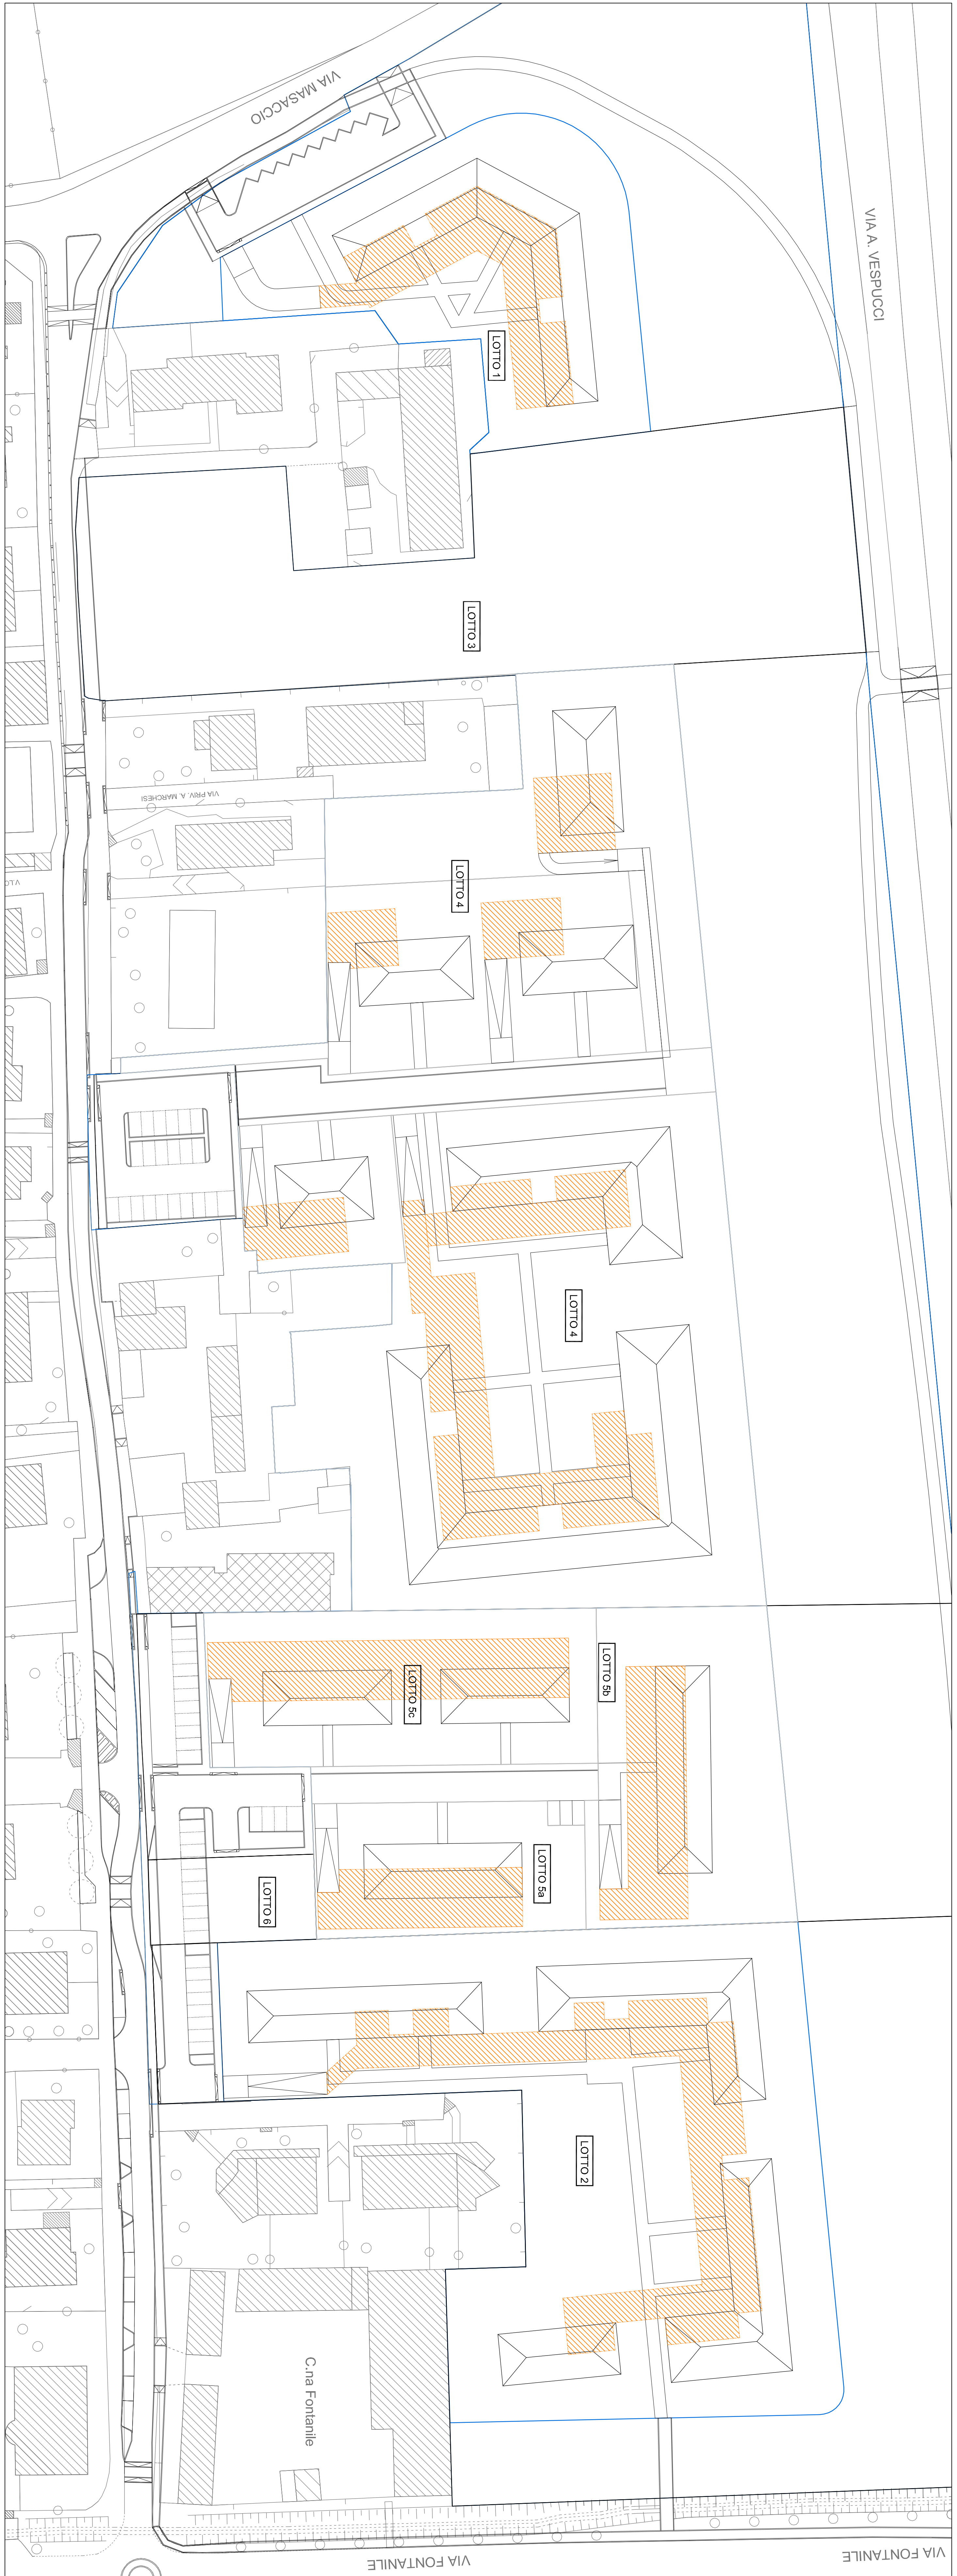 VIA MASACCIO
VIA A. VESPUCCI
LOTTO 1
LOTTO 3
VIA PRIV. A. MARCHESI
LOTTO 4
LOTTO 4
LOTTO 5b
LOTTO 5c
LOTTO 5a
LOTTO 6
LOTTO 2
C.na Fontanile
VIA FONTANILE
VIA FONTANILE